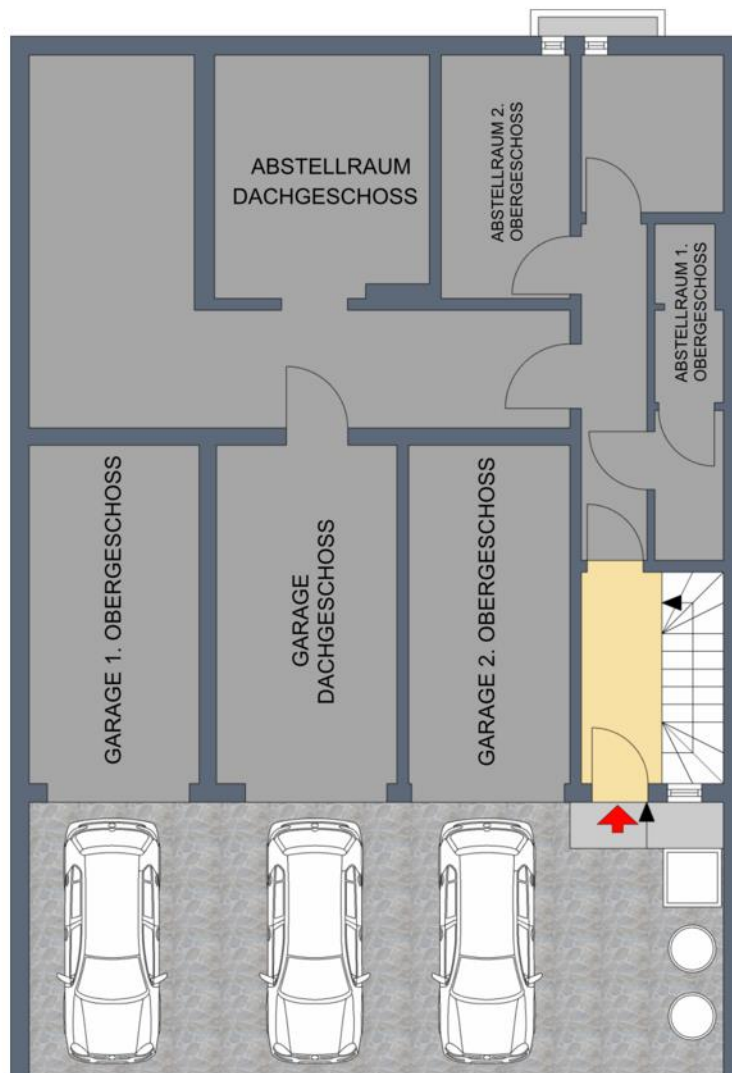 ABSTELLRAUM
DACHGESCHOSS
ABSTELLRAUM 2.
OBERGESCHOSS
ABSTELLRAUM 1.
OBERGESCHOSS
GARAGE 1. OBERGESCHOSS
GARAGE
DACHGESCHOSS
GARAGE 2. OBERGESCHOSS